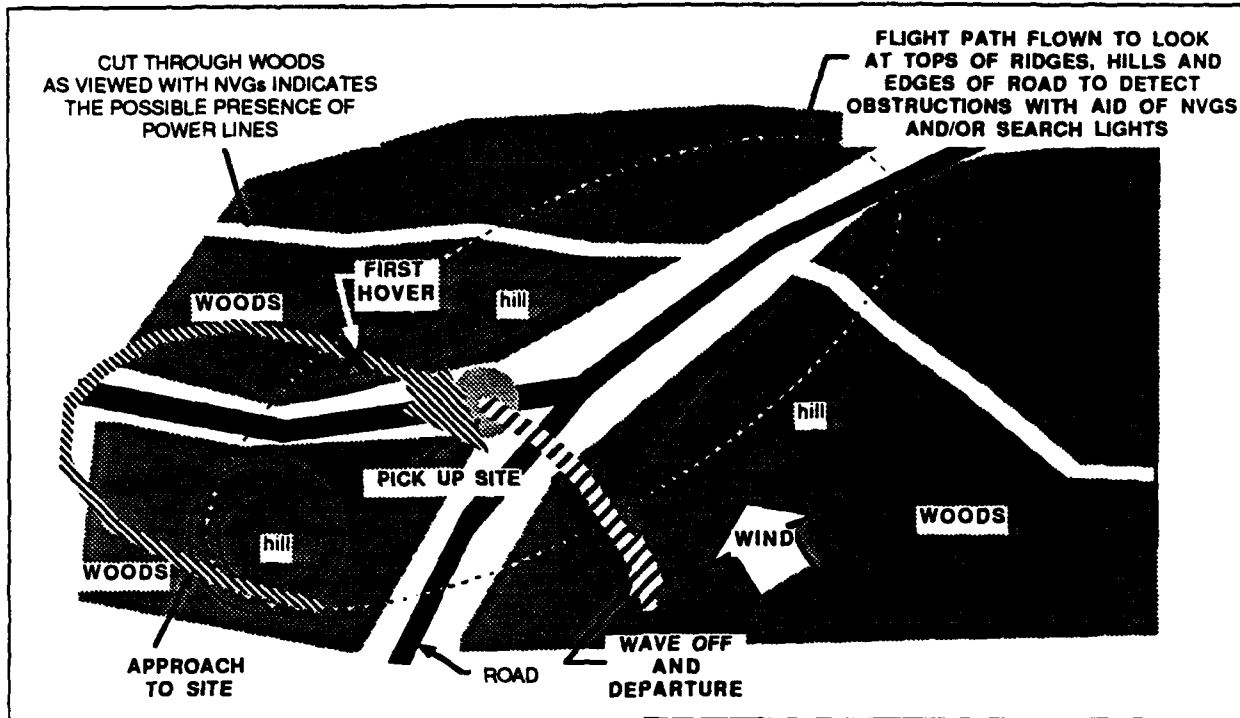 CUT THROUGH WOODS
AS VIEWED WITH NVGs INDICATES
THE POSSIBLE PRESENCE OF
POWER LINES
FLIGHT PATH FLOWN TO LOOK
AT TOPS OF RIDGES, HILLS AND
EDGES OF ROAD TO DETECT
OBSTRUCTIONS WITH AID OF NVGS
AND/OR SEARCH LIGHTS
FIRST
HOVER
WOODS
hill
hill
PICK UP SITE
WOODS
WIND
hill
WOODS
APPROACH
TO SITE
ROAD
WAVE OFF
AND
DEPARTURE